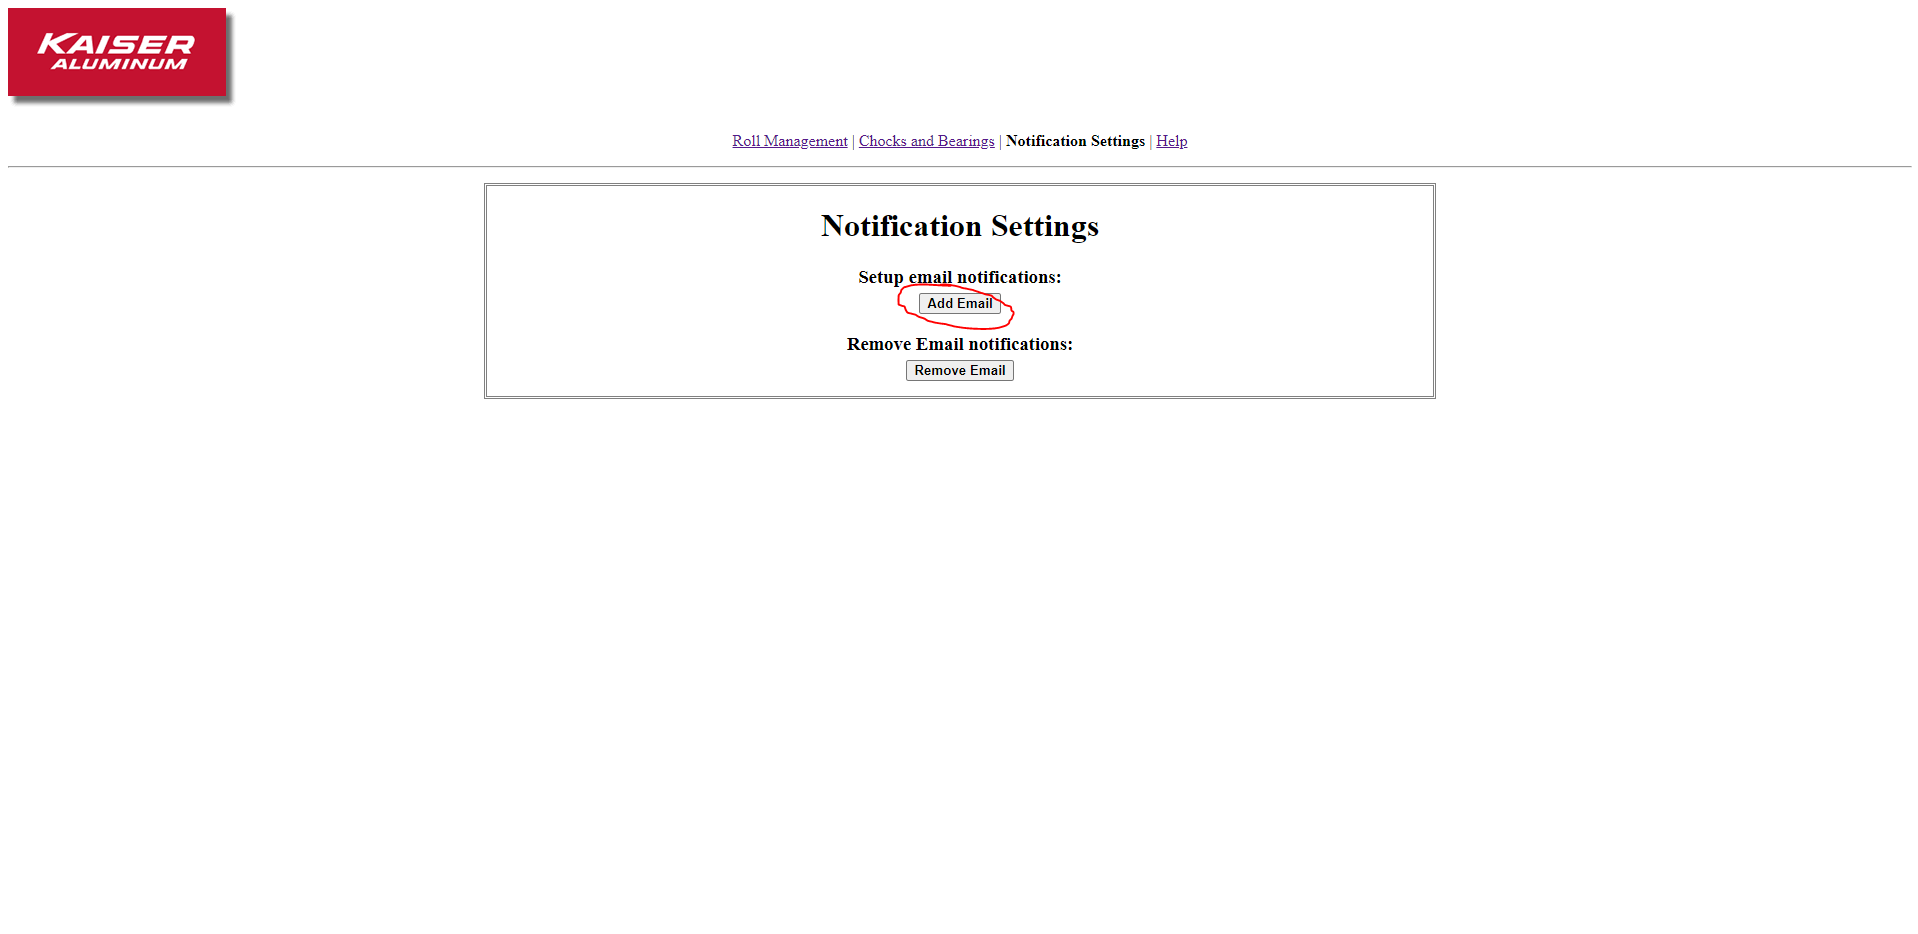 KAISER
ALUMINUM
Roll Management | Chocks and Bearings | Notification Settings | Help
Notification Settings
Setup email notifications:
Add Email
Remove Email notifications:
Remove Email